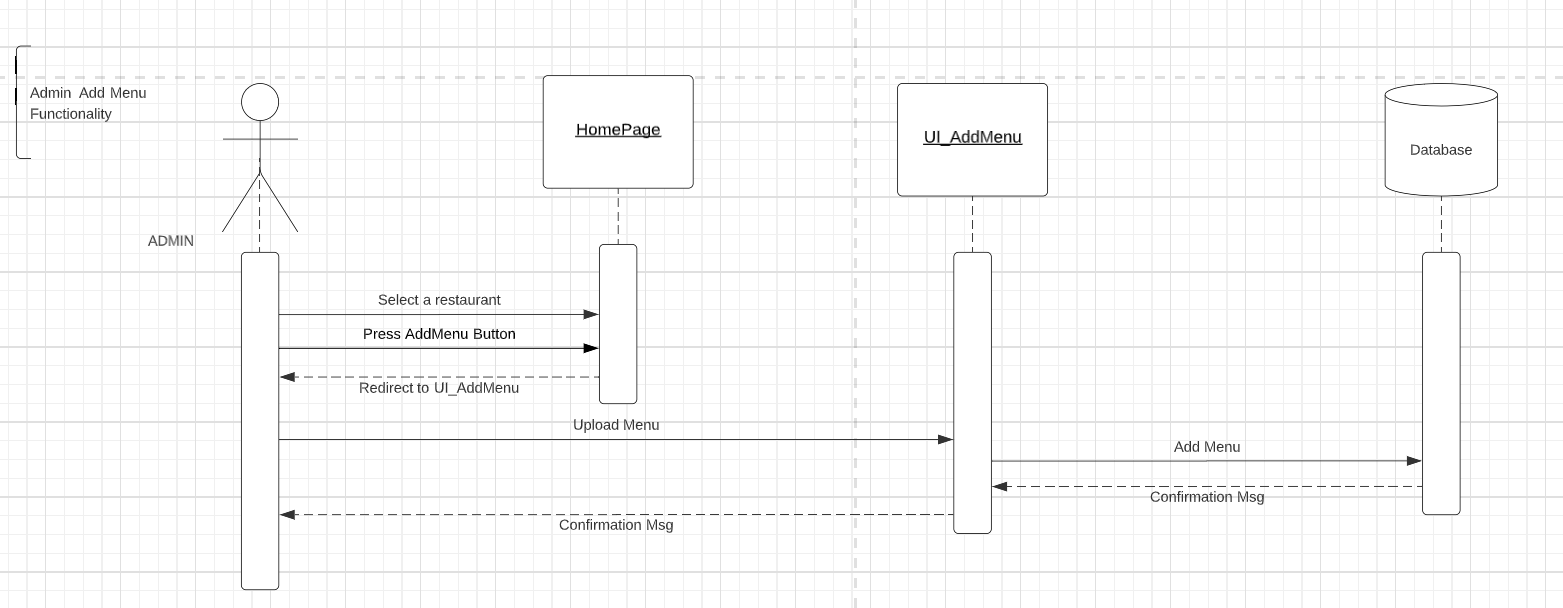 Admin Add Menu
Functionality
HomePage
UI_AddMenu
Database
ADMIN
Select a restaurant
Press AddMenu Button
Redirect to UI_AddMenu
Upload Menu
Add Menu
Confirmation Msg
Confirmation Msg